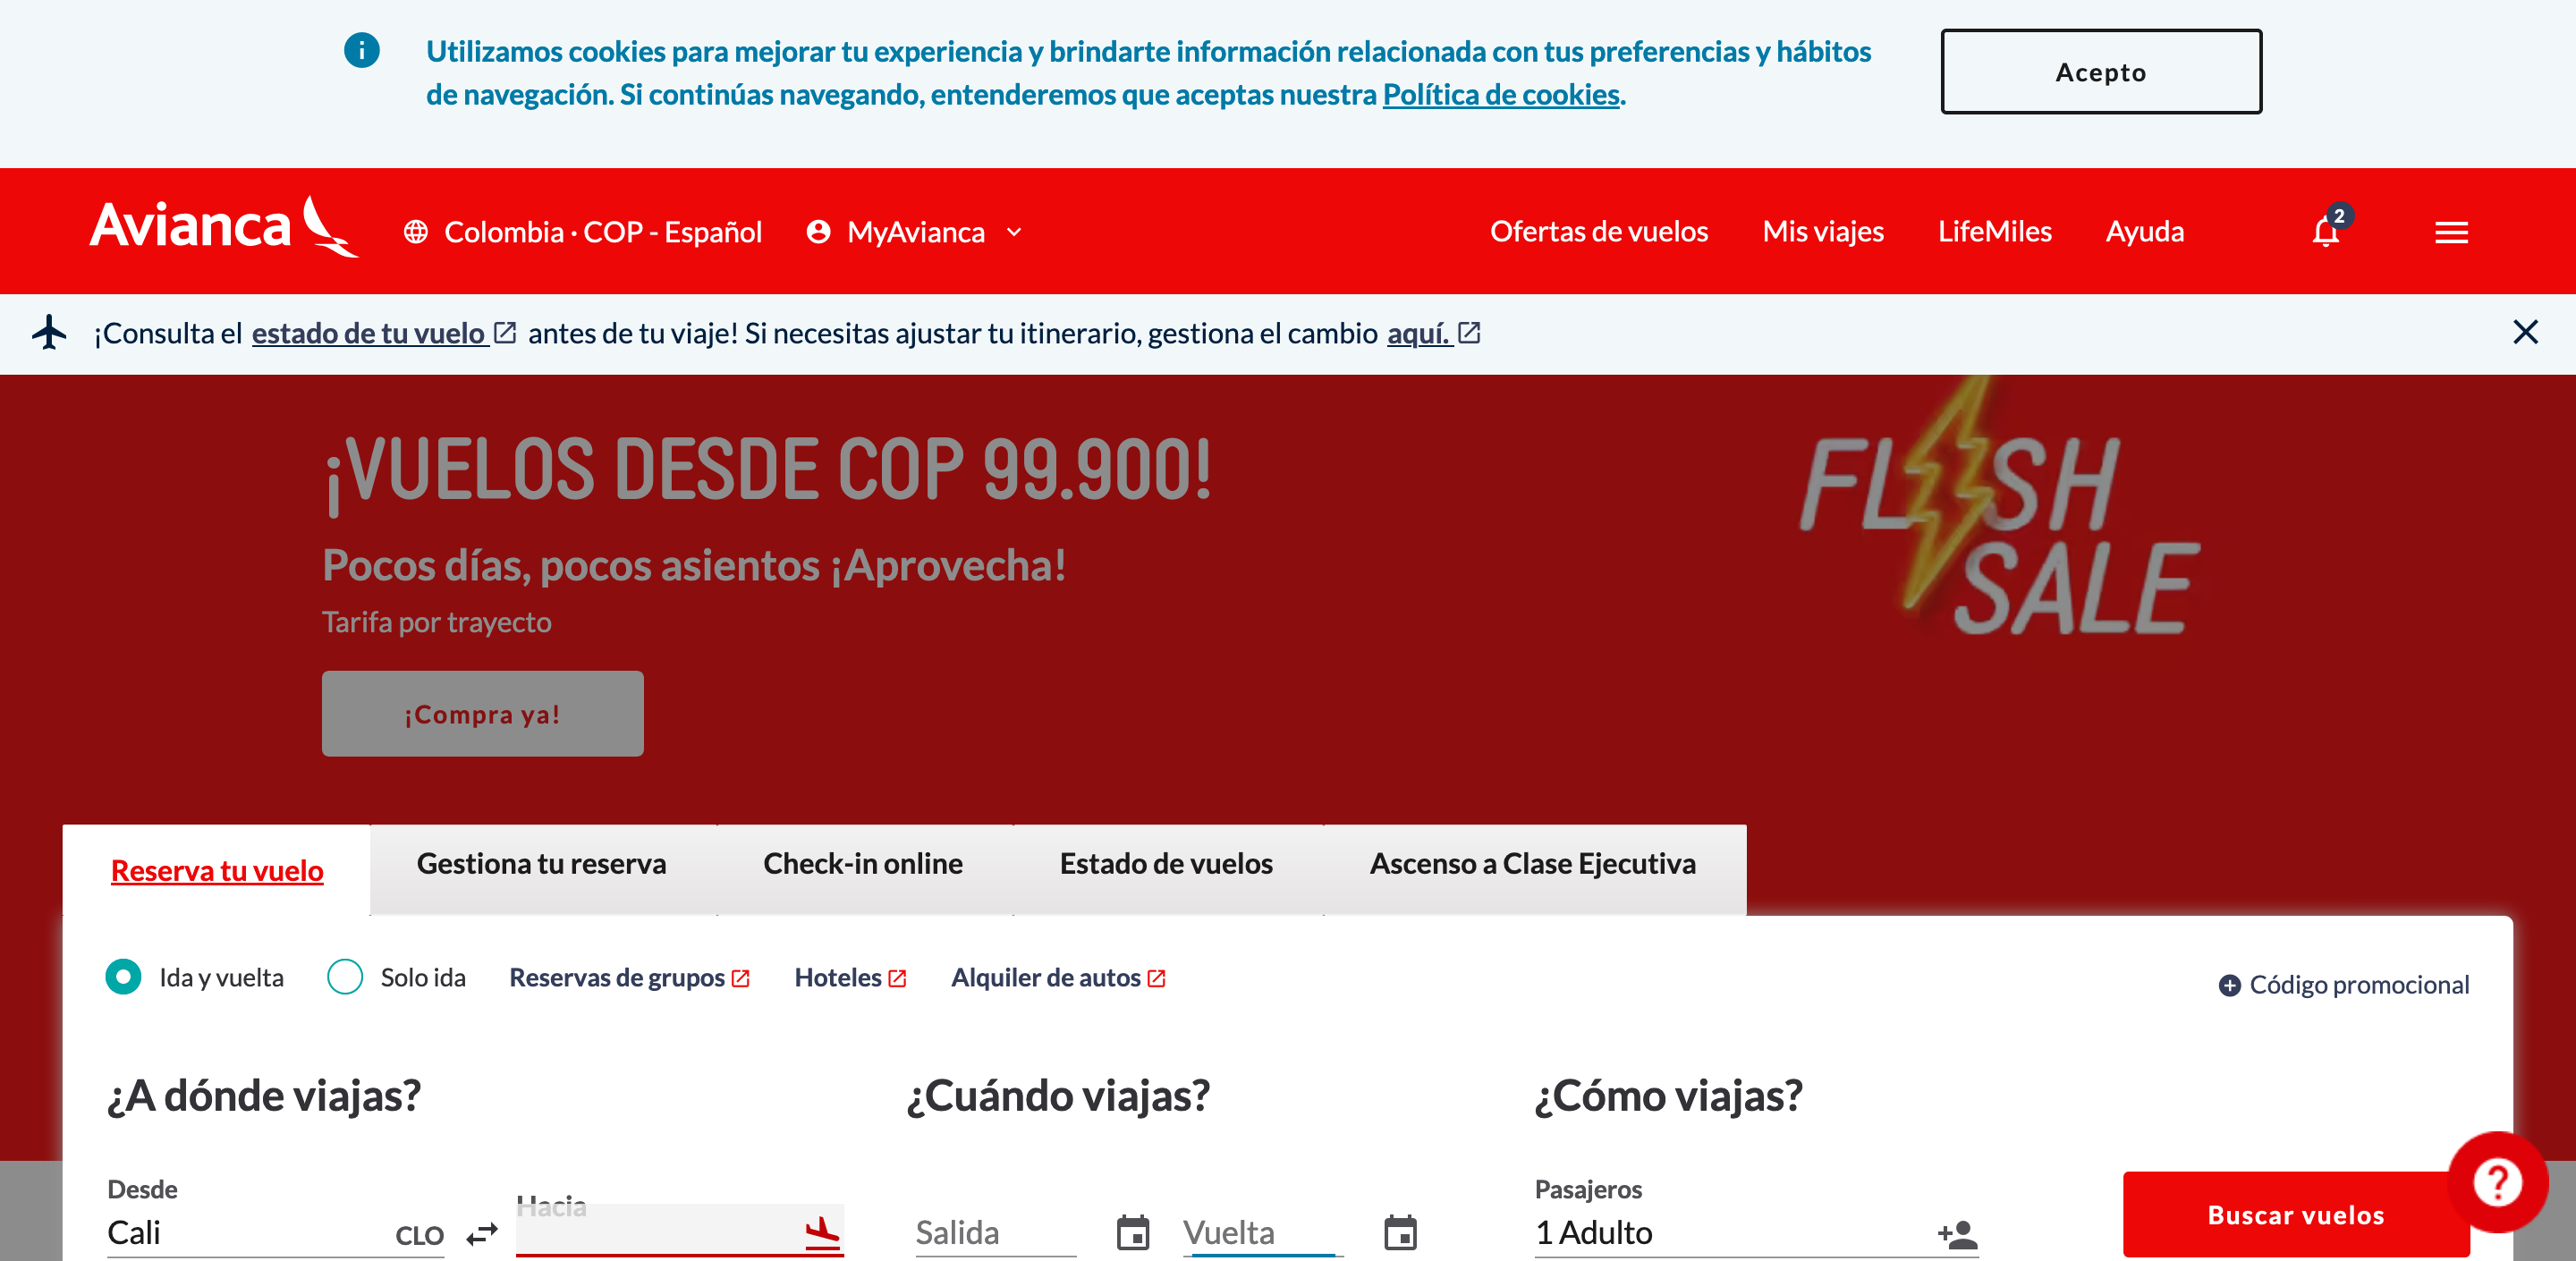 Utilizamos cookies para mejorar tu experiencia y brindarte información relacionada con tus preferencias y hábitos
de navegación. Si continúas navegando, entenderemos que aceptas nuestra Política de cookies.
Acepto
Avianca
Colombia · COP - Español
MyAvianca
Ofertas de vuelos
Mis viajes
LifeMiles
Ayuda
2
¡Consulta el estado de tu vuelo antes de tu viaje! Si necesitas ajustar tu itinerario, gestiona el cambio aquí.
¡VUELOS DESDE COP 99.900!
Pocos días, pocos asientos ¡Aprovecha!
Tarifa por trayecto
¡Compra ya!
FLASH
SALE
Reserva tu vuelo
Gestiona tu reserva
Check-in online
Estado de vuelos
Ascenso a Clase Ejecutiva
Ida y vuelta
Solo ida
Reservas de grupos
Hoteles
Alquiler de autos
Código promocional
¿A dónde viajas?
¿Cuándo viajas?
¿Cómo viajas?
Desde
Cali
CLO
Hacia
Salida
Vuelta
Pasajeros
1 Adulto
Buscar vuelos
?